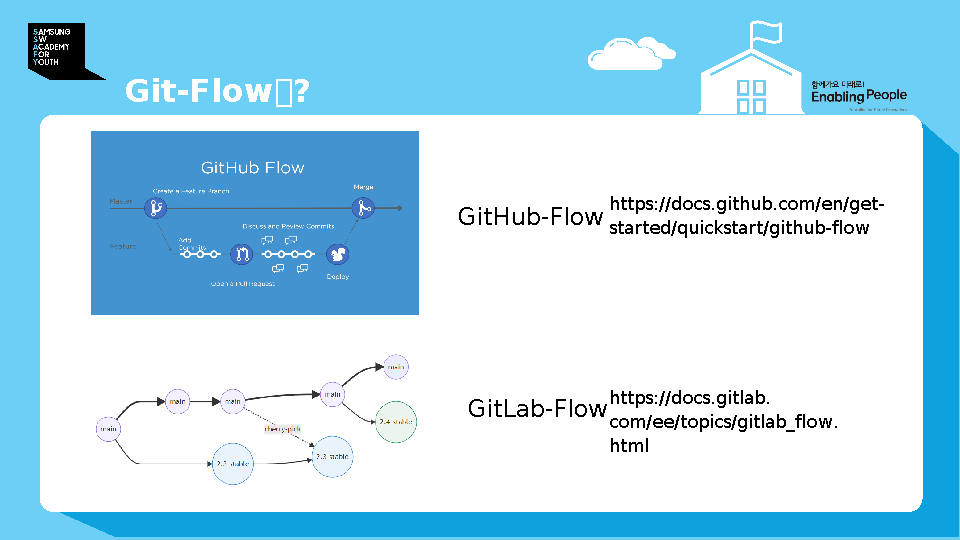 SAMSUNG
SW
ACADEMY
FOR
YOUTH
Git-Flow?
함께가요 미래로!
Enabling People
GitHub Flow
Create a Feature Branch
Merge
Master
Discuss and Review Commits
Add
Commits
Feature
Deploy
Open a Pull Request
GitHub-Flow
https://docs.github.com/en/get-
started/quickstart/github-flow
main
main
main
main
main
2.4 stable
cherry-pick
2.3 stable
2.3 stable
GitLab-Flow
https://docs.gitlab.
com/ee/topics/gitlab_flow.
html